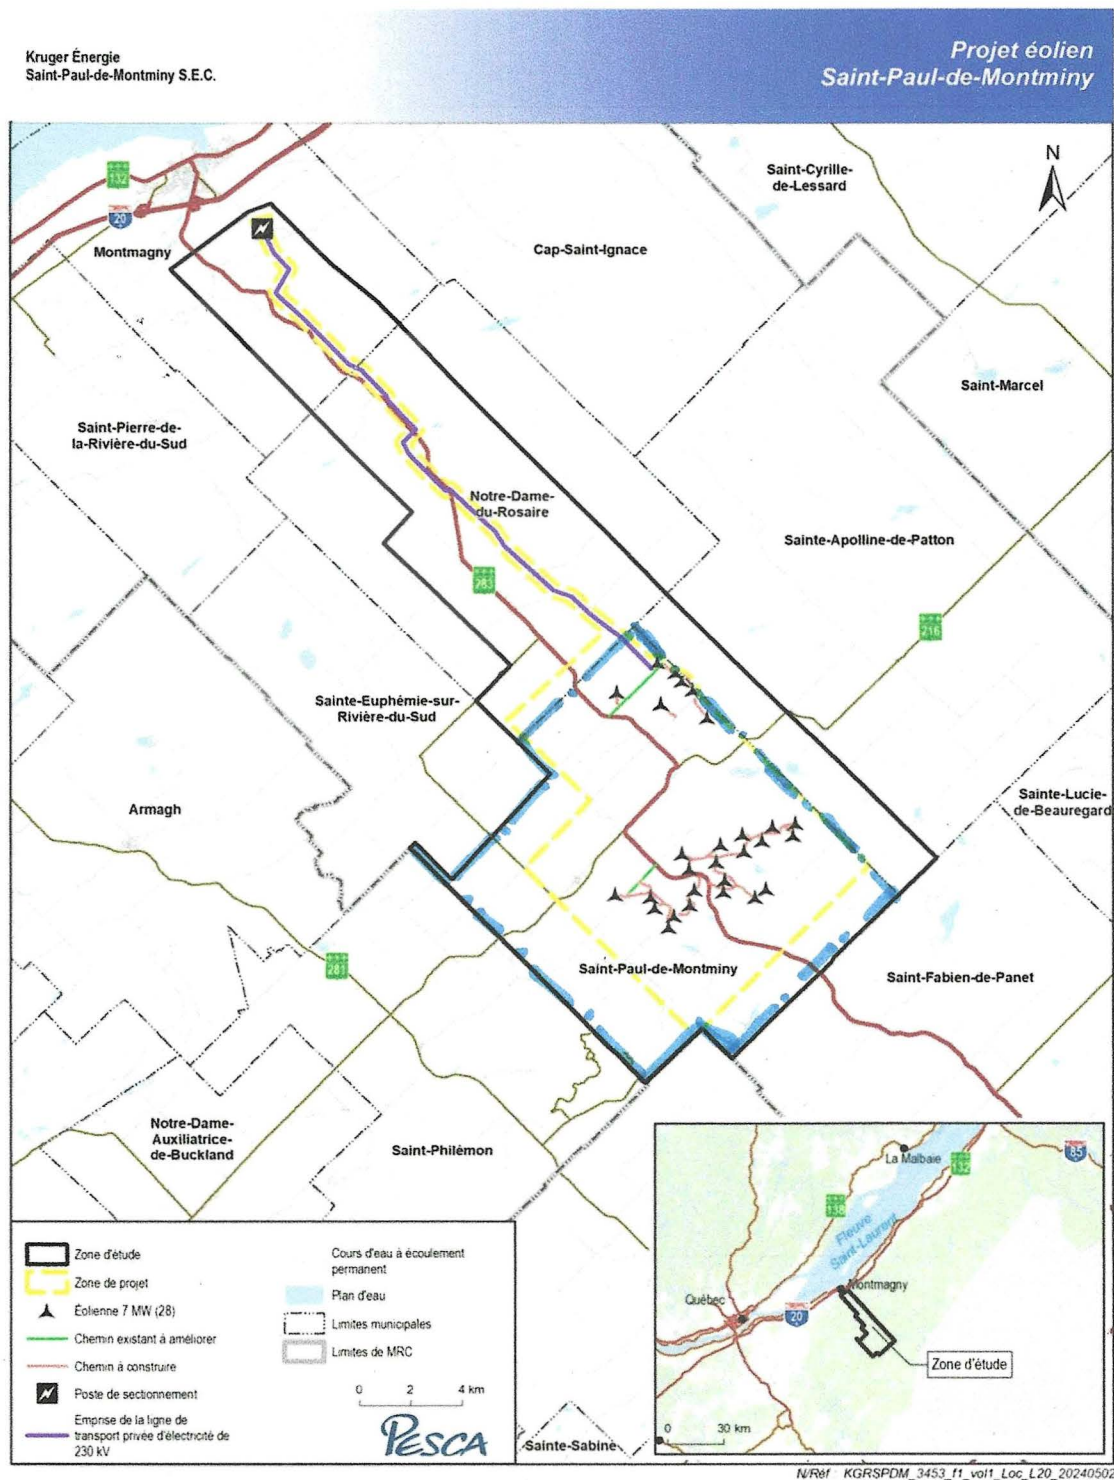 Kruger Énergie
Saint-Paul-de-Montminy S.E.C.
Projet éolien
Saint-Paul-de-Montminy
N
132
20
Montmagny
Cap-Saint-Ignace
Saint-Cyrille-
de-Lessard
Saint-Marcel
Saint-Pierre-de-
la-Rivière-du-Sud
Notre-Dame-
du-Rosaire
Sainte-Apolline-de-Patton
283
216
Sainte-Euphémie-sur-
Rivière-du-Sud
Armagh
Sainte-Lucie-
de-Beauregard
281
Saint-Paul-de-Montminy
Saint-Fabien-de-Panet
Notre-Dame-
Auxiliatrice-
de-Buckland
Saint-Philémon
Sainte-Sabine
Zone d'étude
Zone de projet
Éolienne 7 MW (28)
Chemin existant à améliorer
Chemin à construire
Poste de sectionnement
Emprise de la ligne de
transport privée d'électricité de
230 kV
Cours d'eau à écoulement
permanent
Plan d'eau
Limites municipales
Limites de MRC
0 2 4 km
PESCA
La Malbaie
132
85
138
Fleuve
Saint-Laurent
Montmagny
Québec
20
Zone d'étude
0 30 km
N/Réf : KGRSPDM_3453_f1_vol1_Loc_L20_20240502